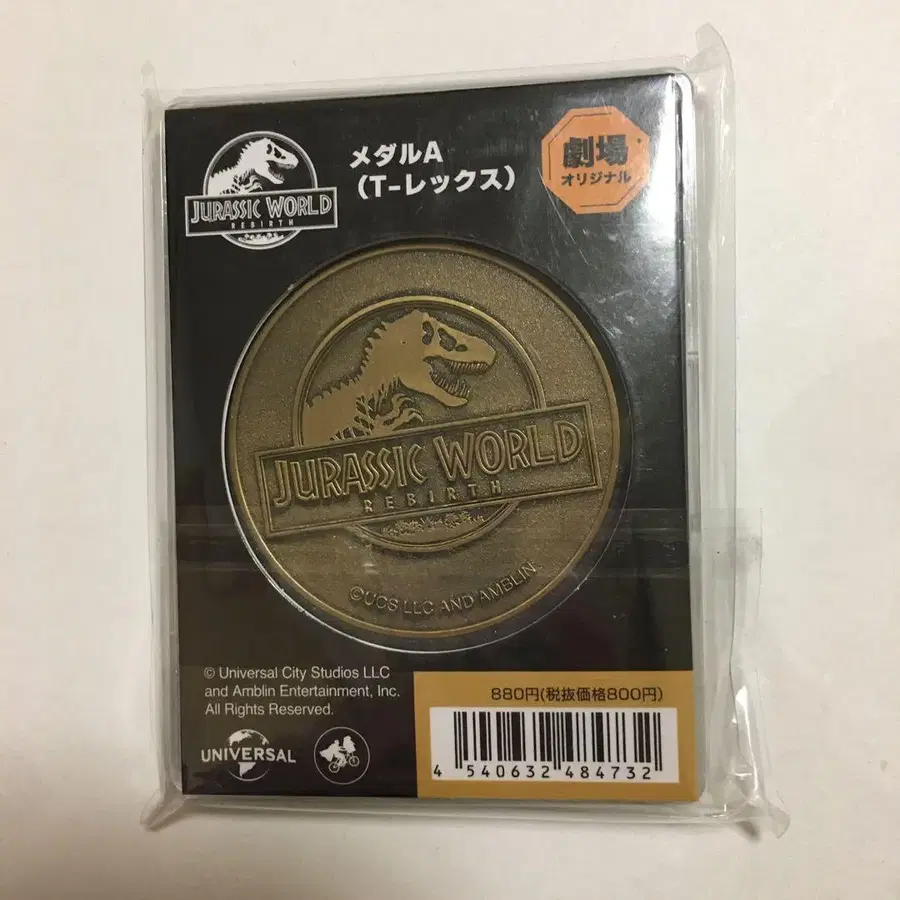 JURASSIC WORLD
REBIRTH
メダルA
（T-レックス）
劇場
オリジナル
JURASSIC WORLD
REBIRTH
©UCS LLC AND AMBLIN
© Universal City Studios LLC
and Amblin Entertainment, Inc.
All Rights Reserved.
UNIVERSAL
880円(税抜価格800円)
4 540632 484732